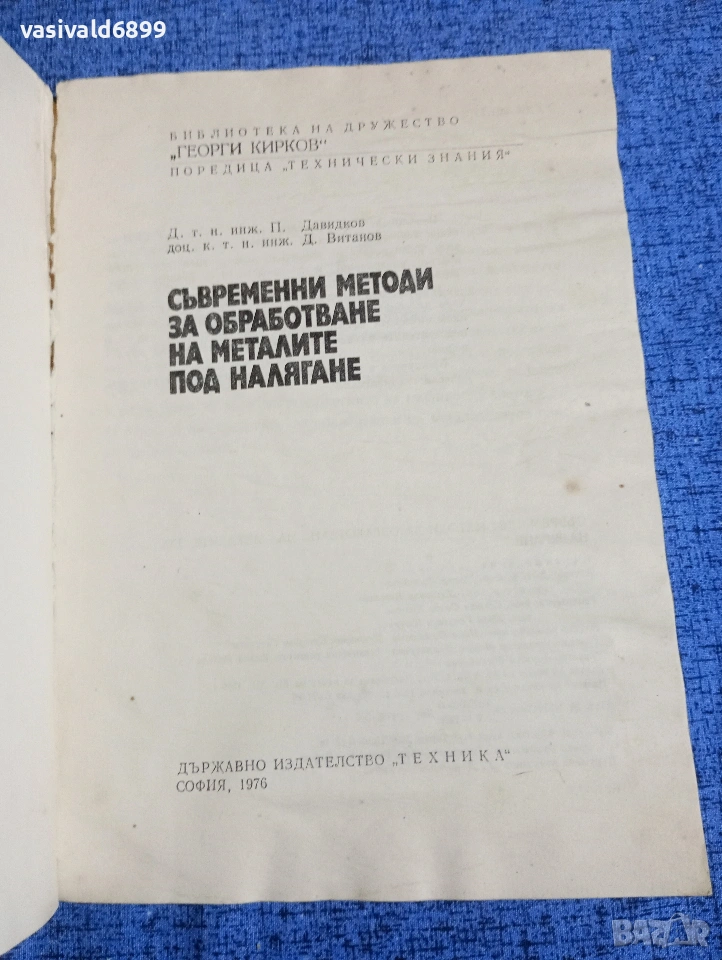 vasivald6899
БИБЛИОТЕКА НА ДРУЖЕСТВО
„ГЕОРГИ КИРКОВ“
ПОРЕДИЦА „ТЕХНИЧЕСКИ ЗНАНИЯ“
Д. т. н. инж. П. Давидков
доц. к. т. н. инж. Д. Витанов
СЪВРЕМЕННИ МЕТОДИ
ЗА ОБРАБОТВАНЕ
НА МЕТАЛИТЕ
ПОД НАЛЯГАНЕ
ДЪРЖАВНО ИЗДАТЕЛСТВО „ТЕХНИКА“
СОФИЯ, 1976
BAZAR